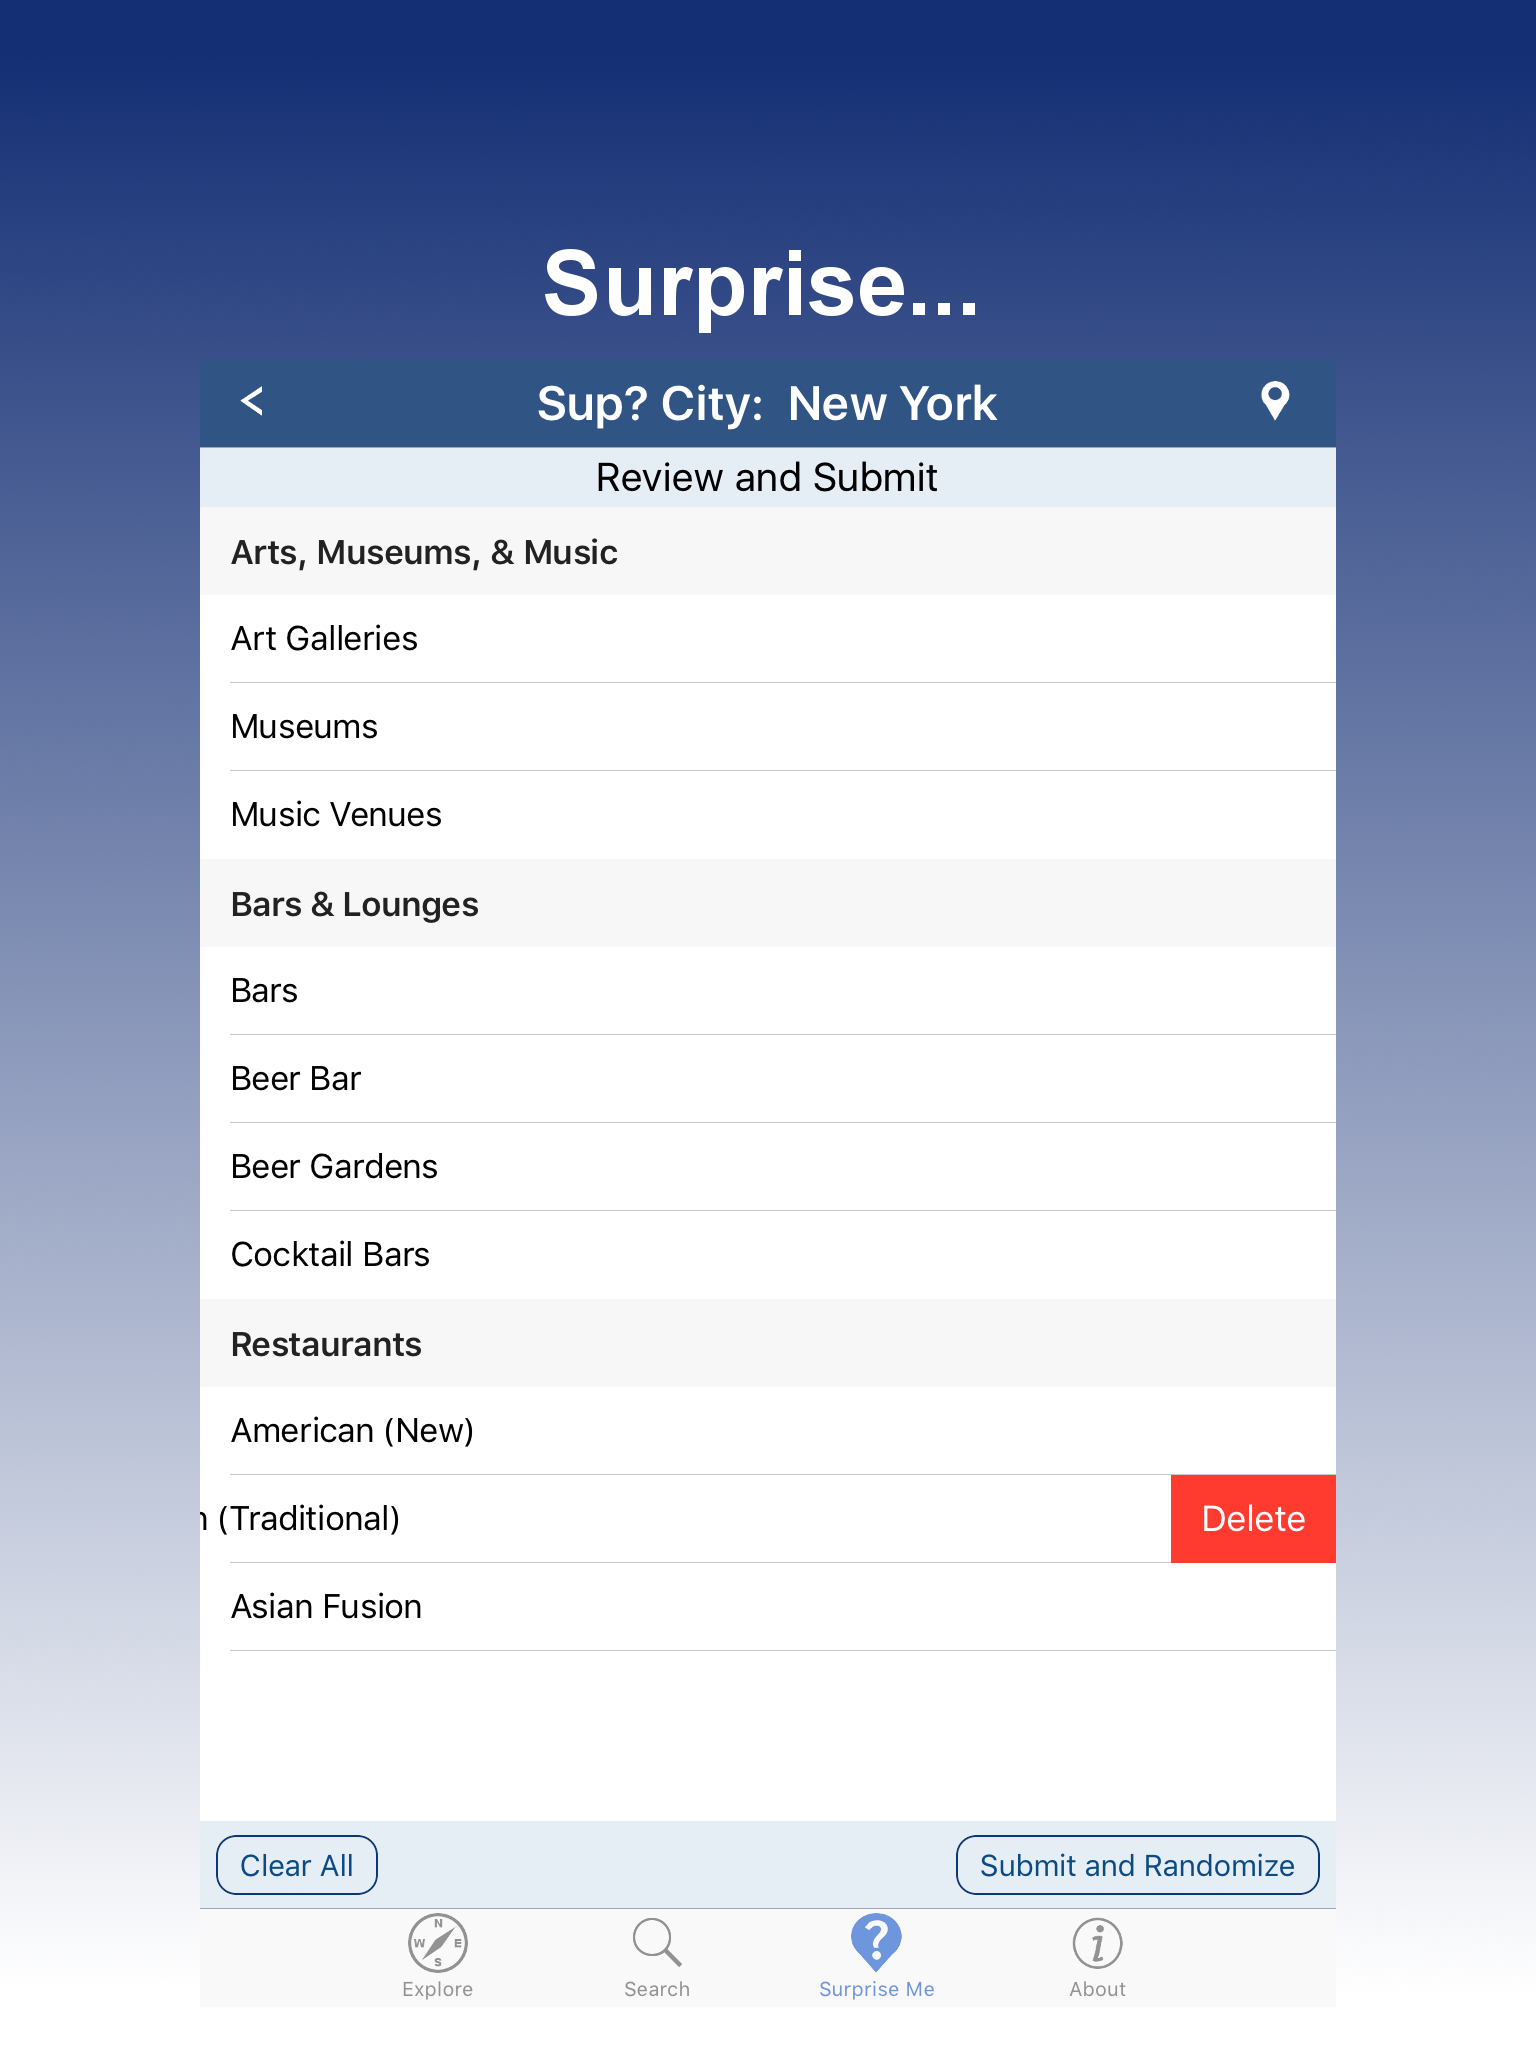 Surprise...
< Sup? City: New York
Review and Submit
Arts, Museums, & Music
Art Galleries
Museums
Music Venues
Bars & Lounges
Bars
Beer Bar
Beer Gardens
Cocktail Bars
Restaurants
American (New)
n (Traditional) Delete
Asian Fusion
Clear All Submit and Randomize
N
W E
S
? i
Explore Search Surprise Me About